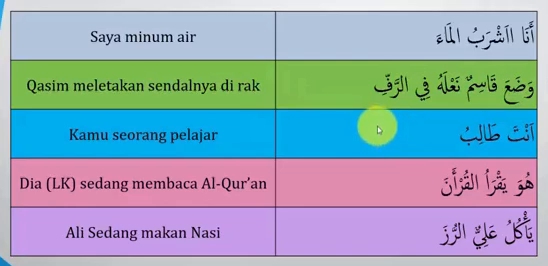 Saya minum air
أَنَا ااَشْرَبُ المَاءَ
Qasim meletakan sendalnya di rak
وَضَعَ قَاسِمٌ نَعْلَهُ فِي الرَّفِّ
Kamu seorang pelajar
اَنْتَ طَالِبُ
Dia (LK) sedang membaca Al-Qur’an
هُوَ يَقْرَاُ القُرْأَنَ
Ali Sedang makan Nasi
يَأْكُلُ عَلِيٌّ الرُّزَ